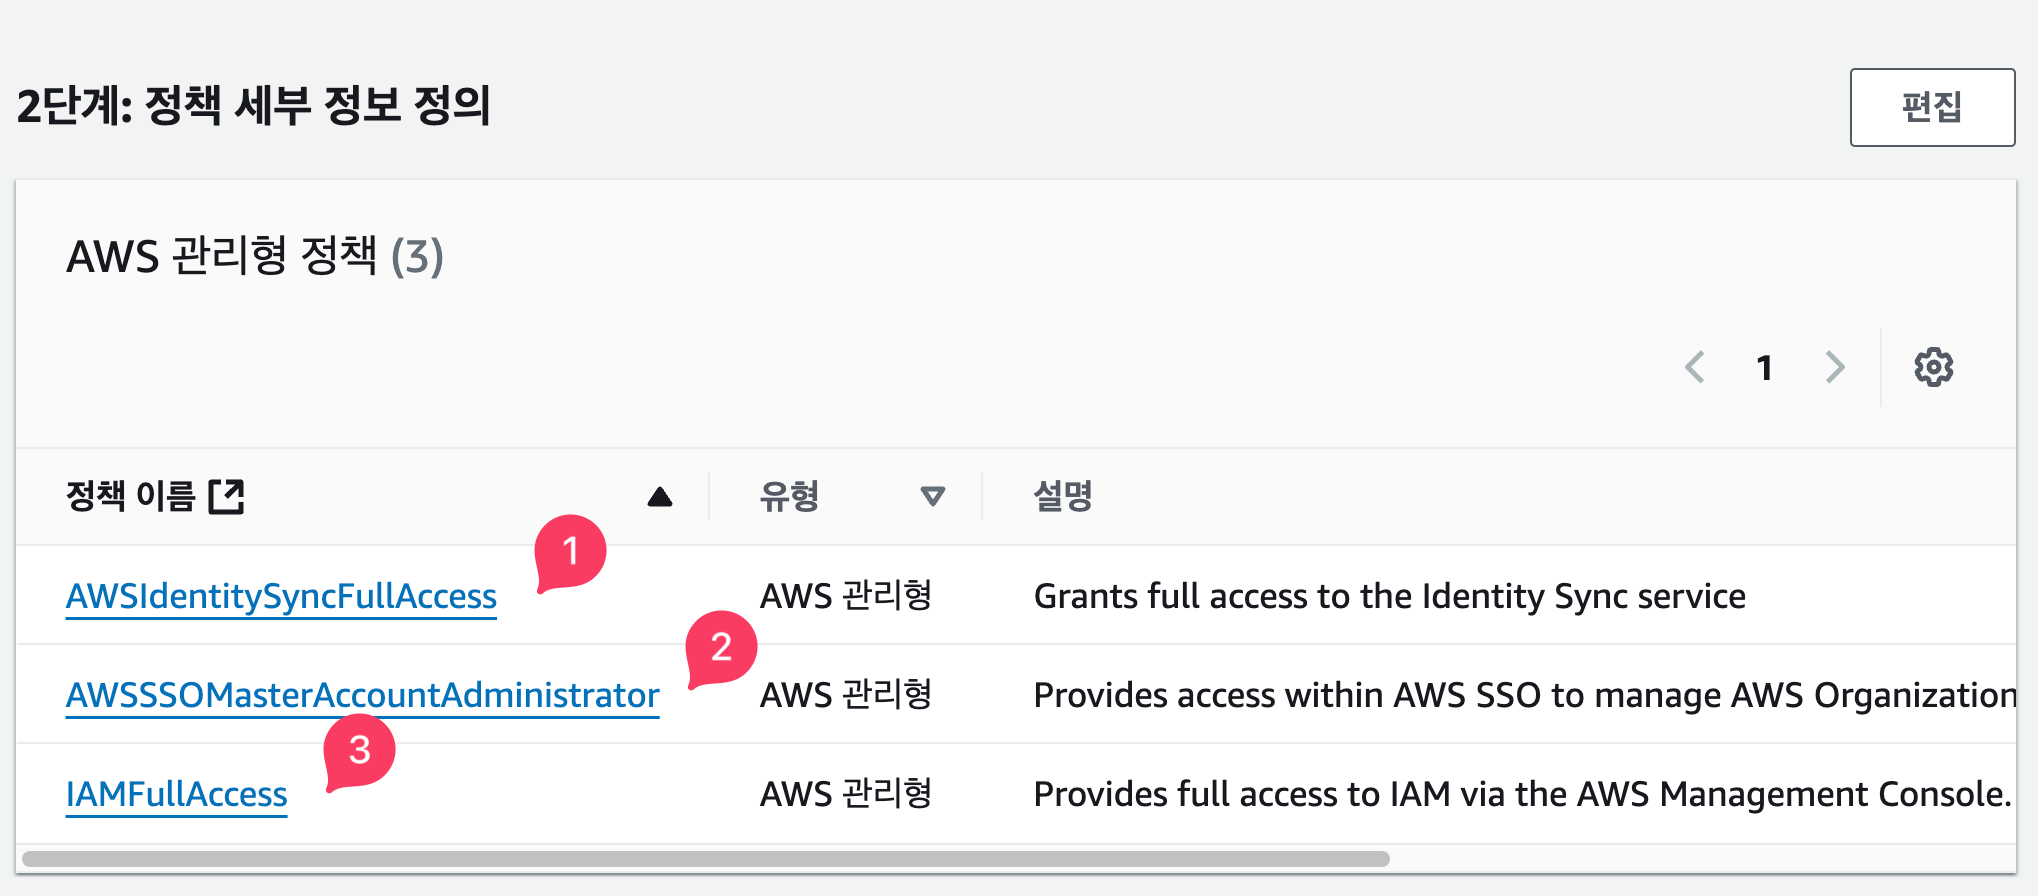 2단계: 정책 세부 정보 정의
편집
AWS 관리형 정책 (3)
1
정책 이름 유형 설명
1
AWSIdentitySyncFullAccess AWS 관리형 Grants full access to the Identity Sync service
2
AWSSSOMasterAccountAdministrator AWS 관리형 Provides access within AWS SSO to manage AWS Organization
3
IAMFullAccess AWS 관리형 Provides full access to IAM via the AWS Management Console.